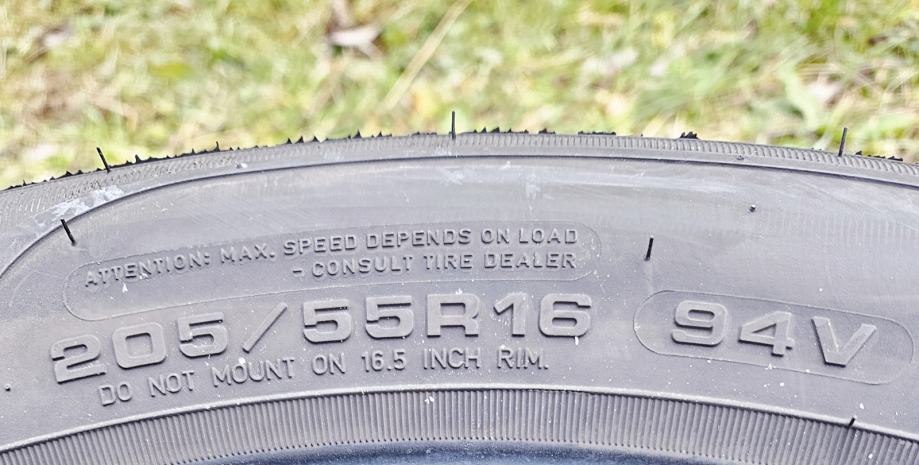 ATTENTION: MAX. SPEED DEPENDS ON LOAD
- CONSULT TIRE DEALER
205/55R16 94V
DO NOT MOUNT ON 16.5 INCH RIM.